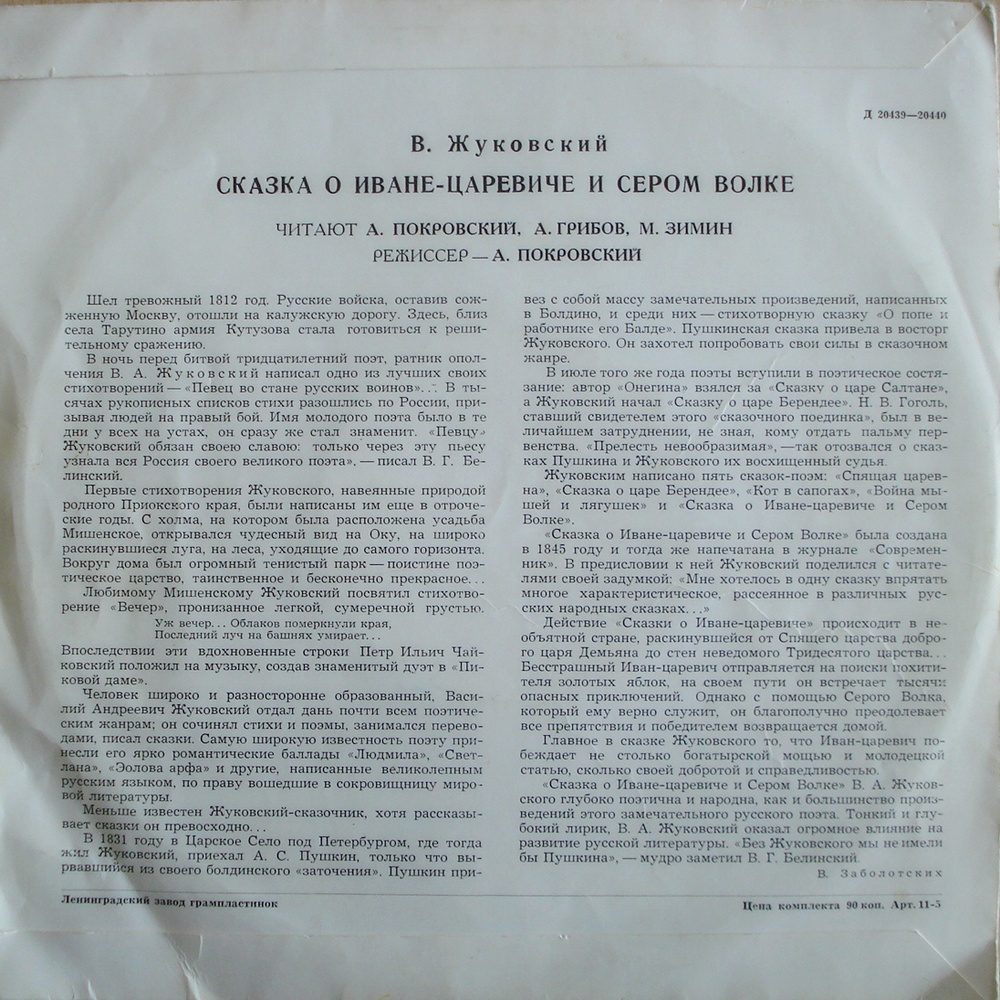 Д 20439—20440
В. Жуковский
СКАЗКА О ИВАНЕ-ЦАРЕВИЧЕ И СЕРОМ ВОЛКЕ
ЧИТАЮТ А. ПОКРОВСКИЙ, А. ГРИБОВ, М. ЗИМИН
РЕЖИССЕР — А. ПОКРОВСКИЙ
Шел тревожный 1812 год. Русские войска, оставив сож-
женную Москву, отошли на калужскую дорогу. Здесь, близ
села Тарутино армия Кутузова стала готовиться к реши-
тельному сражению.
В ночь перед битвой тридцатилетний поэт, ратник опол-
чения В. А. Жуковский написал одно из лучших своих
стихотворений — «Певец во стане русских воинов»... В ты-
сячах рукописных списков стихи разошлись по России, при-
зывая людей на правый бой. Имя молодого поэта было в те
дни у всех на устах, он сразу же стал знаменит. «Певцу»
Жуковский обязан своею славою: только через эту пьесу
узнала вся Россия своего великого поэта», — писал В. Г. Бе-
линский.
Первые стихотворения Жуковского, навеянные природой
родного Приокского края, были написаны им еще в отроче-
ские годы. С холма, на котором была расположена усадьба
Мишенское, открывался чудесный вид на Оку, на широко
раскинувшиеся луга, на леса, уходящие до самого горизонта.
Вокруг дома был огромный тенистый парк — поистине поэ-
тическое царство, таинственное и бесконечно прекрасное...
Любимому Мишенскому Жуковский посвятил стихотво-
рение «Вечер», пронизанное легкой, сумеречной грустью.
Уж вечер... Облаков померкнули края,
Последний луч на башнях умирает...
Впоследствии эти вдохновенные строки Петр Ильич Чай-
ковский положил на музыку, создав знаменитый дуэт в «Пи-
ковой даме».
Человек широко и разносторонне образованный, Васи-
лий Андреевич Жуковский отдал дань почти всем поэтиче-
ским жанрам; он сочинял стихи и поэмы, занимался перево-
дами, писал сказки. Самую широкую известность поэту при-
несли его ярко романтические баллады «Людмила», «Свет-
лана», «Эолова арфа» и другие, написанные великолепным
русским языком, по праву вошедшие в сокровищницу миро-
вой литературы.
Меньше известен Жуковский-сказочник, хотя рассказы-
вает сказки он превосходно...
В 1831 году в Царское Село под Петербургом, где тогда
жил Жуковский, приехал А. С. Пушкин, только что вы-
рвавшийся из своего болдинского «заточения». Пушкин при-
вез с собой массу замечательных произведений, написанных
в Болдино, и среди них — стихотворную сказку «О попе и
работнике его Балде». Пушкинская сказка привела в восторг
Жуковского. Он захотел попробовать свои силы в сказочном
жанре.
В июле того же года поэты вступили в поэтическое состя-
зание: автор «Онегина» взялся за «Сказку о царе Салтане»,
а Жуковский начал «Сказку о царе Берендее». Н. В. Гоголь,
ставший свидетелем этого «сказочного поединка», был в ве-
личайшем затруднении, не зная, кому отдать пальму пер-
венства. «Прелесть невообразимая», — так отозвался о сказ-
ках Пушкина и Жуковского их восхищенный судья.
Жуковским написано пять сказок-поэм: «Спящая царев-
на», «Сказка о царе Берендее», «Кот в сапогах», «Война мы-
шей и лягушек» и «Сказка о Иване-царевиче и Сером
Волке».
«Сказка о Иване-царевиче и Сером Волке» была создана
в 1845 году и тогда же напечатана в журнале «Современ-
ник». В предисловии к ней Жуковский поделился с читате-
лями своей задумкой: «Мне хотелось в одну сказку впрятать
многое характеристическое, рассеянное в различных рус-
ских народных сказках...»
Действие «Сказки о Иване-царевиче» происходит в не-
объятной стране, раскинувшейся от Спящего царства добро-
го царя Демьяна до стен неведомого Тридесятого царства...
Бесстрашный Иван-царевич отправляется на поиски похити-
теля золотых яблок, на своем пути он встречает тысячи
опасных приключений. Однако с помощью Серого Волка,
который ему верно служит, он благополучно преодолевает
все препятствия и победителем возвращается домой.
Главное в сказке Жуковского то, что Иван-царевич по-
беждает не столько богатырской мощью и молодецкой
статью, сколько своей добротой и справедливостью.
«Сказка о Иване-царевиче и Сером Волке» В. А. Жуков-
ского глубоко поэтична и народна, как и большинство произ-
ведений этого замечательного русского поэта. Тонкий и глу-
бокий лирик, В. А. Жуковский оказал огромное влияние на
развитие русской литературы. «Без Жуковского мы не имели
бы Пушкина», — мудро заметил В. Г. Белинский.
В. Заболотских
Ленинградский завод грампластинок
Цена комплекта 90 коп. Арт. 11-5